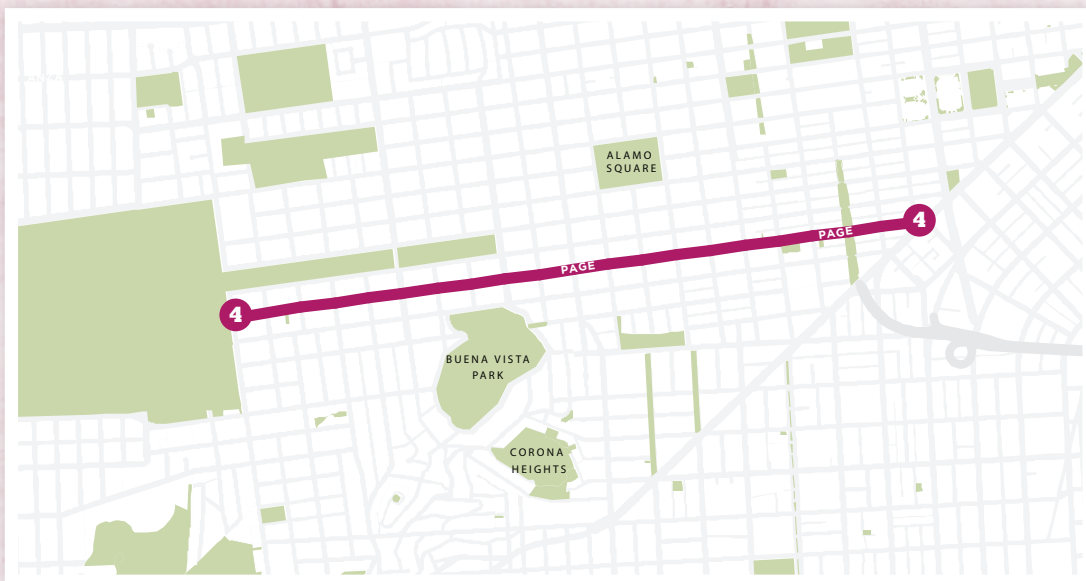 ALAMO
SQUARE
4
PAGE
PAGE
4
BUENA VISTA
PARK
CORONA
HEIGHTS